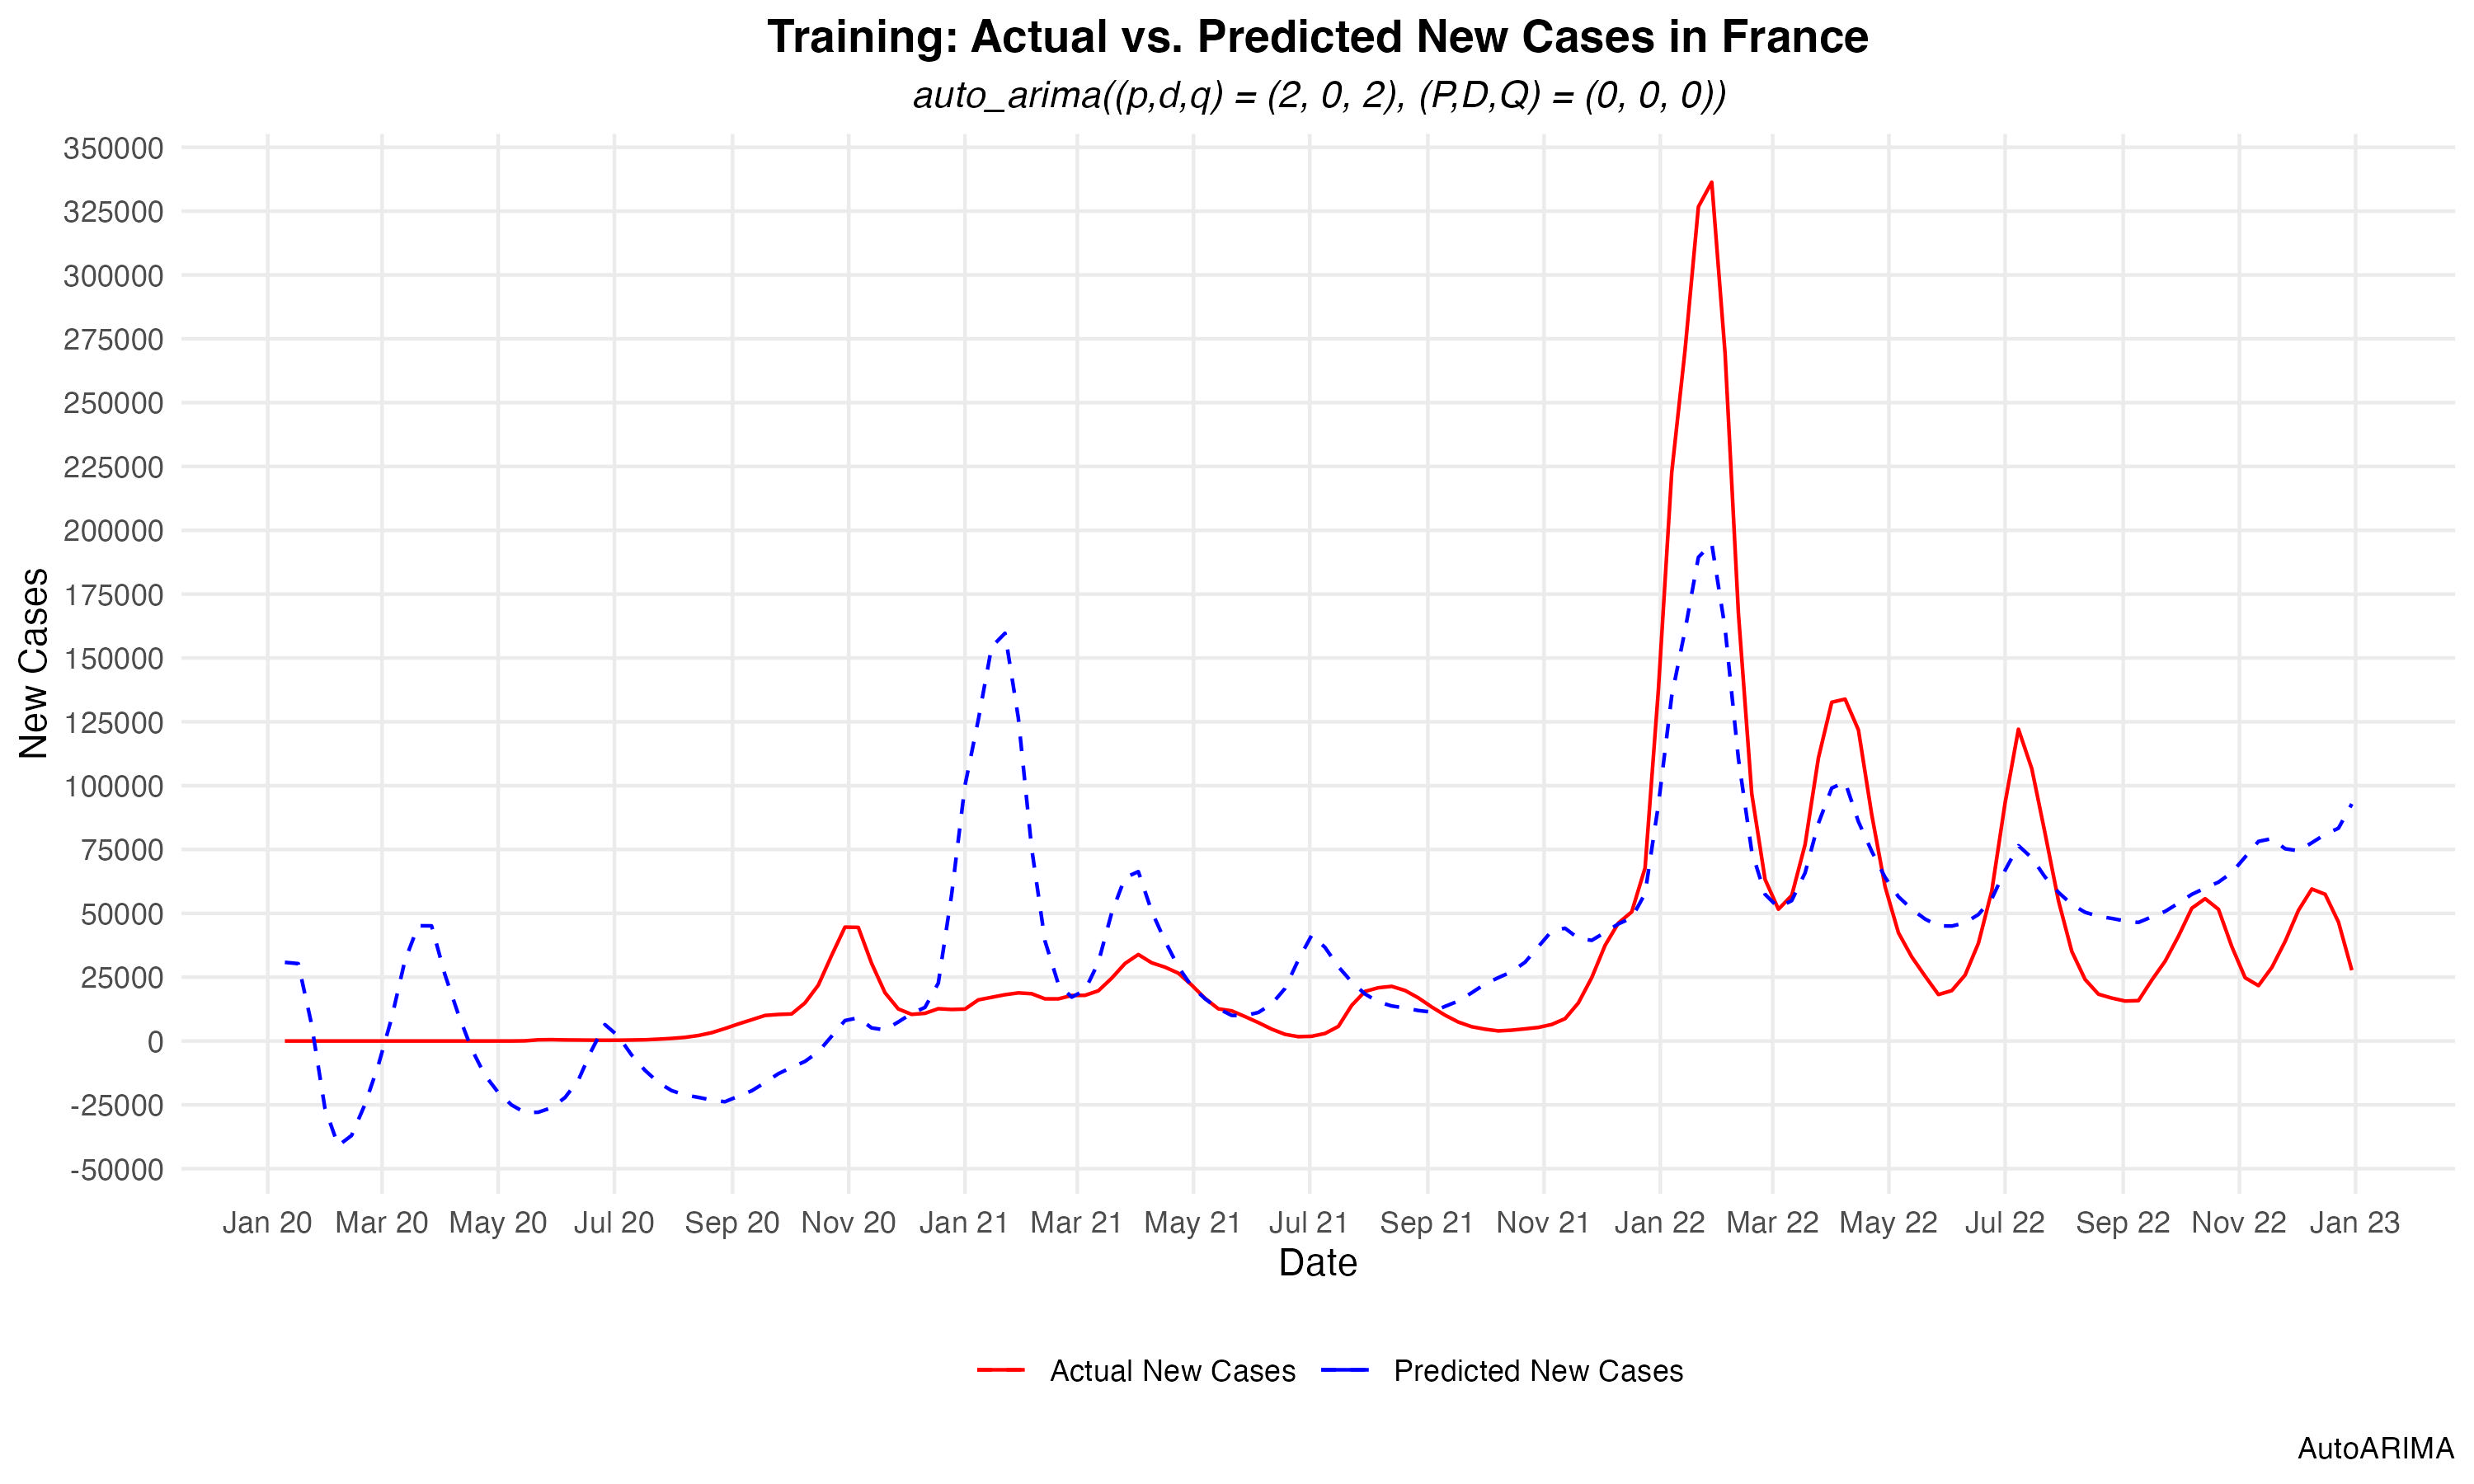 Training: Actual vs. Predicted New Cases in France
auto_arima((p,d,q) = (2, 0, 2), (P,D,Q) = (0, 0, 0))
New Cases
350000
325000
300000
275000
250000
225000
200000
175000
150000
125000
100000
75000
50000
25000
0
-25000
-50000
Jan 20 Mar 20 May 20 Jul 20 Sep 20 Nov 20 Jan 21 Mar 21 May 21 Jul 21 Sep 21 Nov 21 Jan 22 Mar 22 May 22 Jul 22 Sep 22 Nov 22 Jan 23
Date
Actual New Cases Predicted New Cases
AutoARIMA